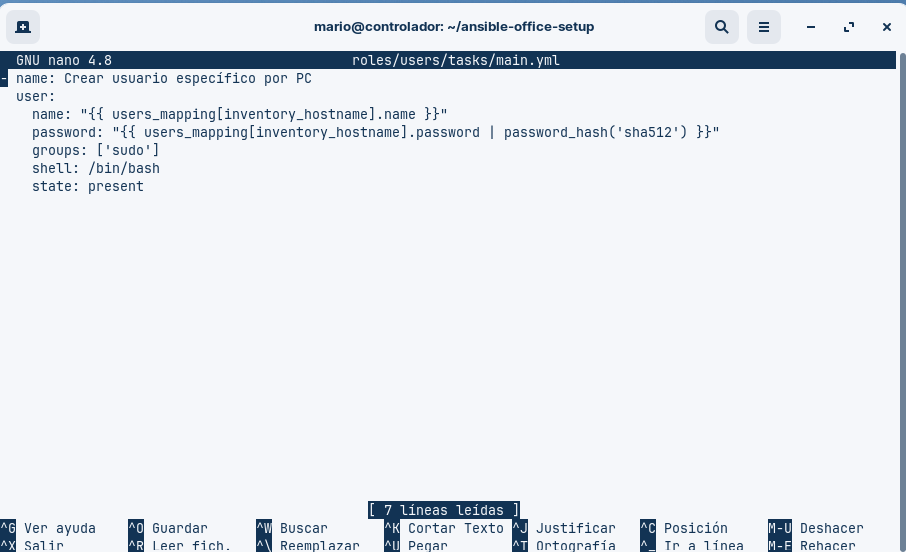 mario@controlador: ~/ansible-office-setup
GNU nano 4.8 roles/users/tasks/main.yml
- name: Crear usuario específico por PC
  user:
    name: "{{ users_mapping[inventory_hostname].name }}"
    password: "{{ users_mapping[inventory_hostname].password | password_hash('sha512') }}"
    groups: ['sudo']
    shell: /bin/bash
    state: present
[ 7 líneas leídas ]
^G Ver ayuda ^O Guardar ^W Buscar ^K Cortar Texto ^J Justificar ^C Posición M-U Deshacer
^X Salir ^R Leer fich. ^\ Reemplazar ^U Pegar ^T Ortografía ^_ Ir a línea M-E Rehacer